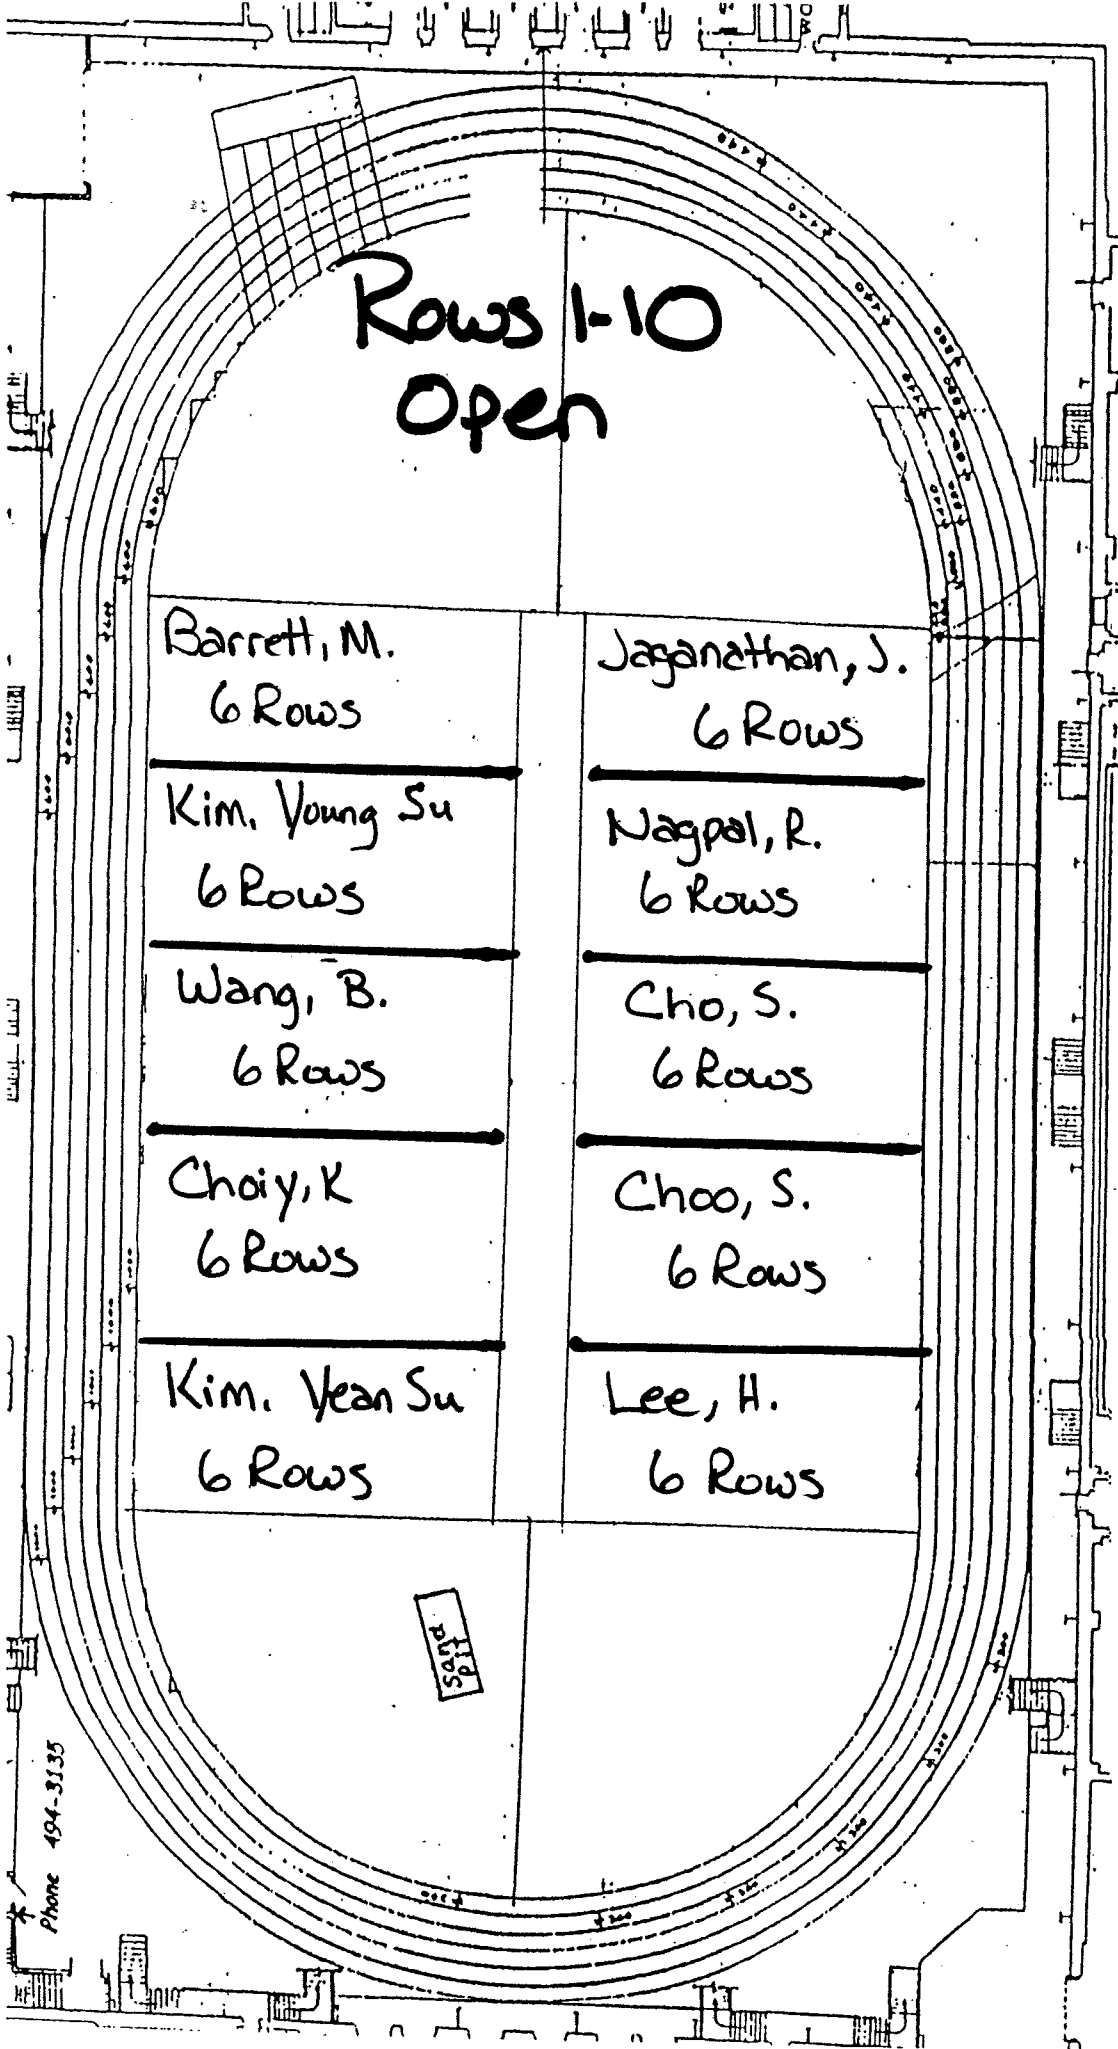 Rows 1-10
Open
Barrett, M.
6 Rows
Jaganathan, J.
6 Rows
Kim. Young Su
6 Rows
Nagpal, R.
6 Rows
Wang, B.
6 Rows
Cho, S.
6 Rows
Choiy, K
6 Rows
Choo, S.
6 Rows
Kim. Yean Su
6 Rows
Lee, H.
6 Rows
Sand
Pit
Phone 494-3135